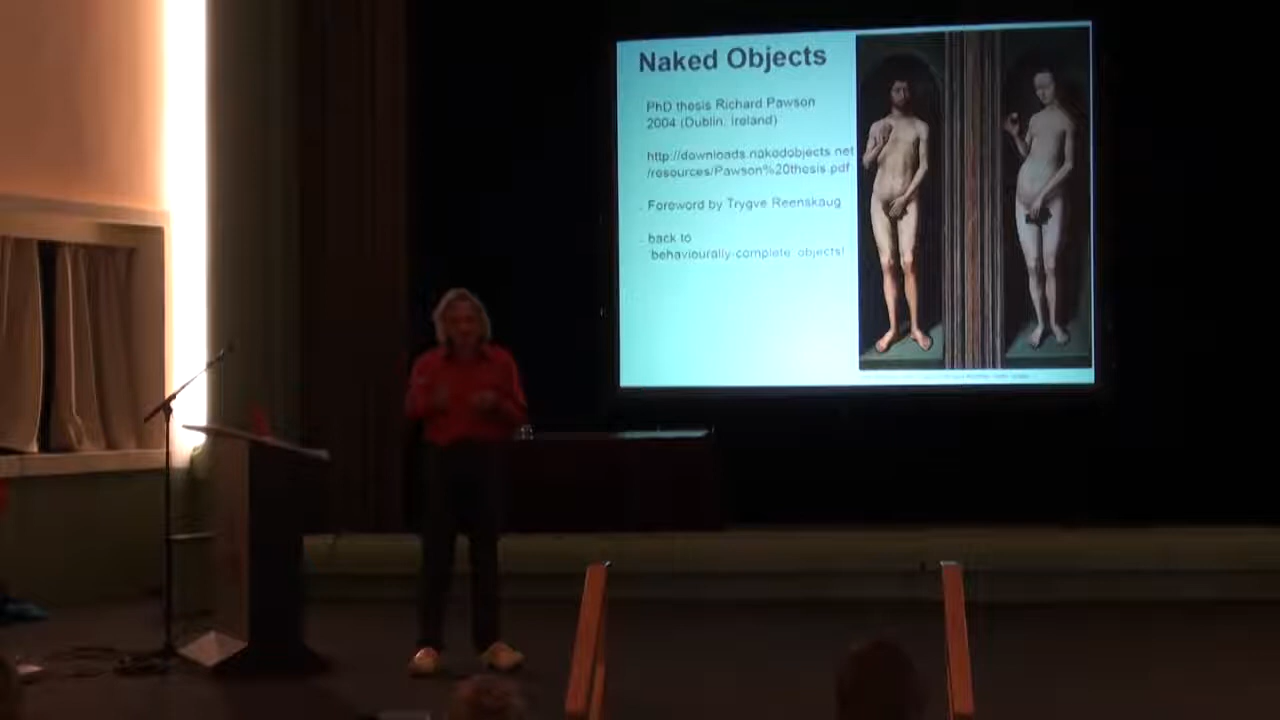 Naked Objects
PhD thesis Richard Pawson
2004 (Dublin, Ireland)
http://downloads.nakedobjects.net
/resources/Pawson%20thesis.pdf
. Foreword by Trygve Reenskaug
. back to
'behaviourally-complete' objects!